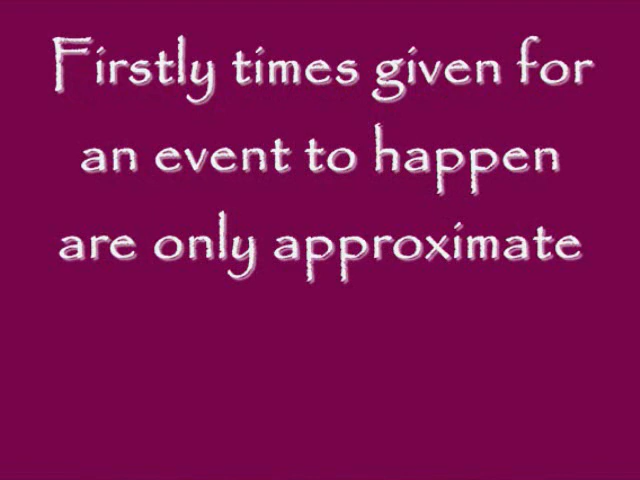 Firstly times given for
an event to happen
are only approximate